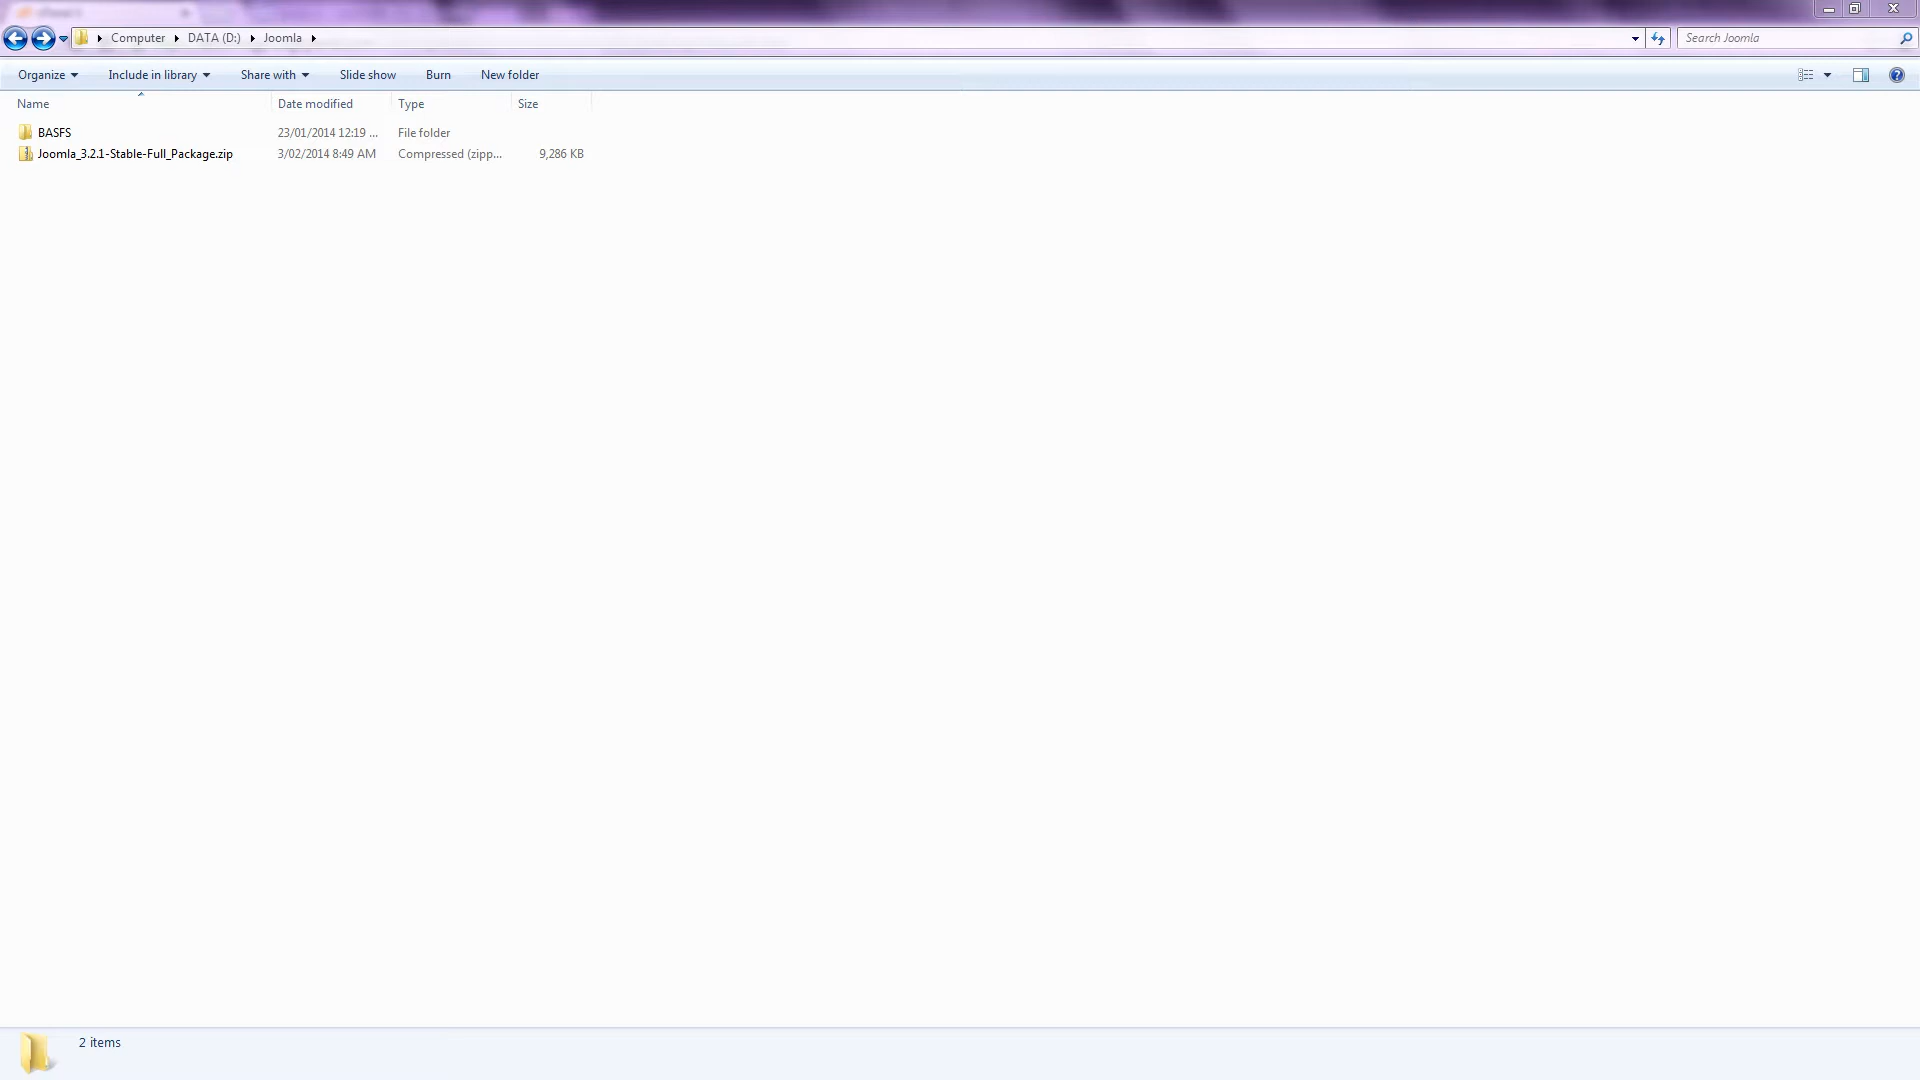 Computer DATA (D:) Joomla Search Joomla
Organize Include in library Share with Slide show Burn New folder
Name Date modified Type Size
BASFS 23/01/2014 12:19 ... File folder
Joomla_3.2.1-Stable-Full_Package.zip 3/02/2014 8:49 AM Compressed (zipp... 9,286 KB
2 items